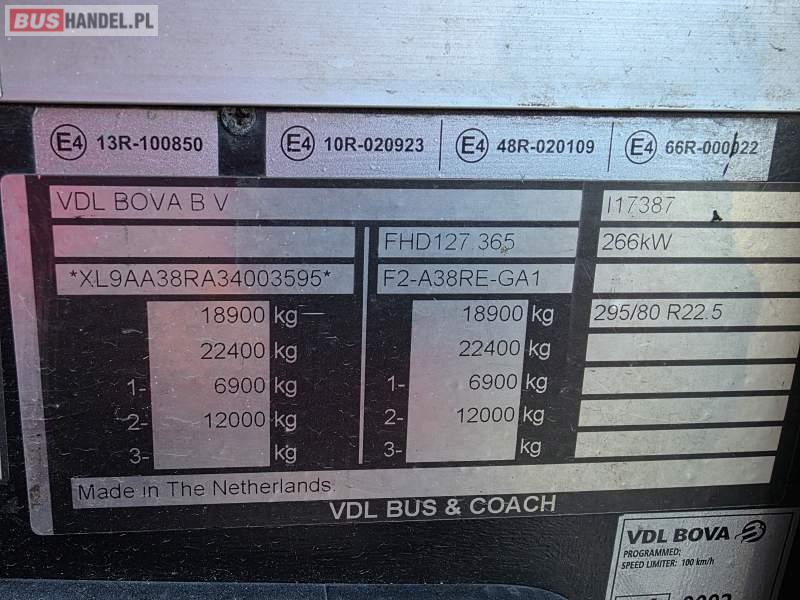 BUSHANDEL.PL
E4 13R-100850 E4 10R-020923 E4 48R-020109 E4 66R-000022
VDL BOVA B V I17387
FHD127 365 266kW
*XL9AA38RA34003595* F2-A38RE-GA1
18900 kg 18900 kg 295/80 R22.5
22400 kg 22400 kg
1- 6900 kg 1- 6900 kg
2- 12000 kg 2- 12000 kg
3- kg 3- kg
Made in The Netherlands.
VDL BUS & COACH
VDL BOVA
PROGRAMMED;
SPEED LIMITER: 100 km/h